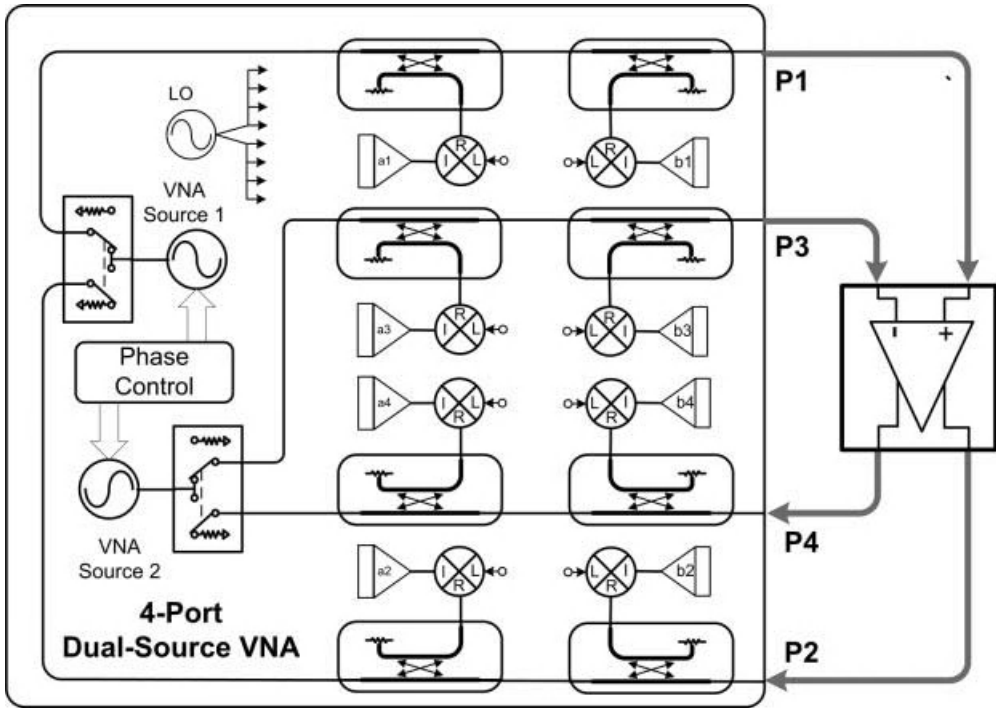 P1
LO
a1
I
R
L
L
R
I
b1
VNA
Source 1
P3
a3
I
R
L
L
R
I
b3
-
+
Phase
Control
a4
I
L
R
L
I
R
b4
P4
VNA
Source 2
a2
I
L
R
L
I
R
b2
4-Port
Dual-Source VNA
P2